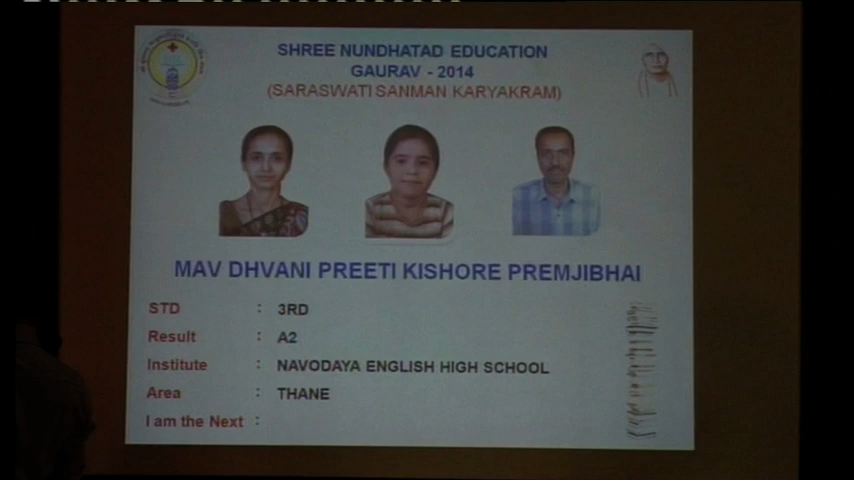 SHREE NUNDHATAD EDUCATION
GAURAV - 2014
(SARASWATI SANMAN KARYAKRAM)
MAV DHVANI PREETI KISHORE PREMJIBHAI
STD : 3RD
Result : A2
Institute : NAVODAYA ENGLISH HIGH SCHOOL
Area : THANE
I am the Next :